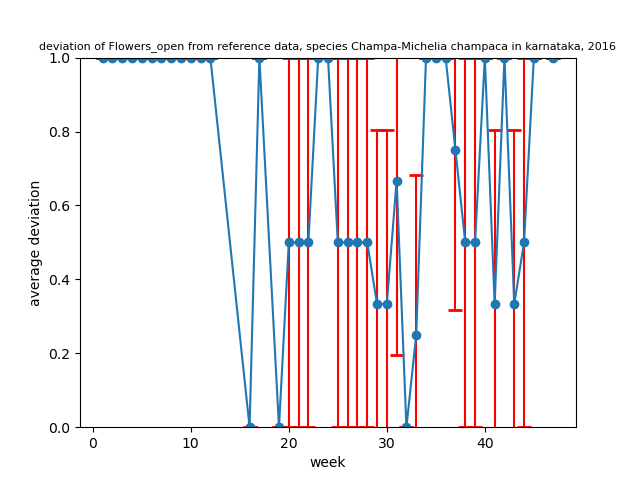 deviation of Flowers_open from reference data, species Champa-Michelia champaca in karnataka, 2016
1.0
0.8
0.6
0.4
0.2
0.0
average deviation
0 10 20 30 40
week